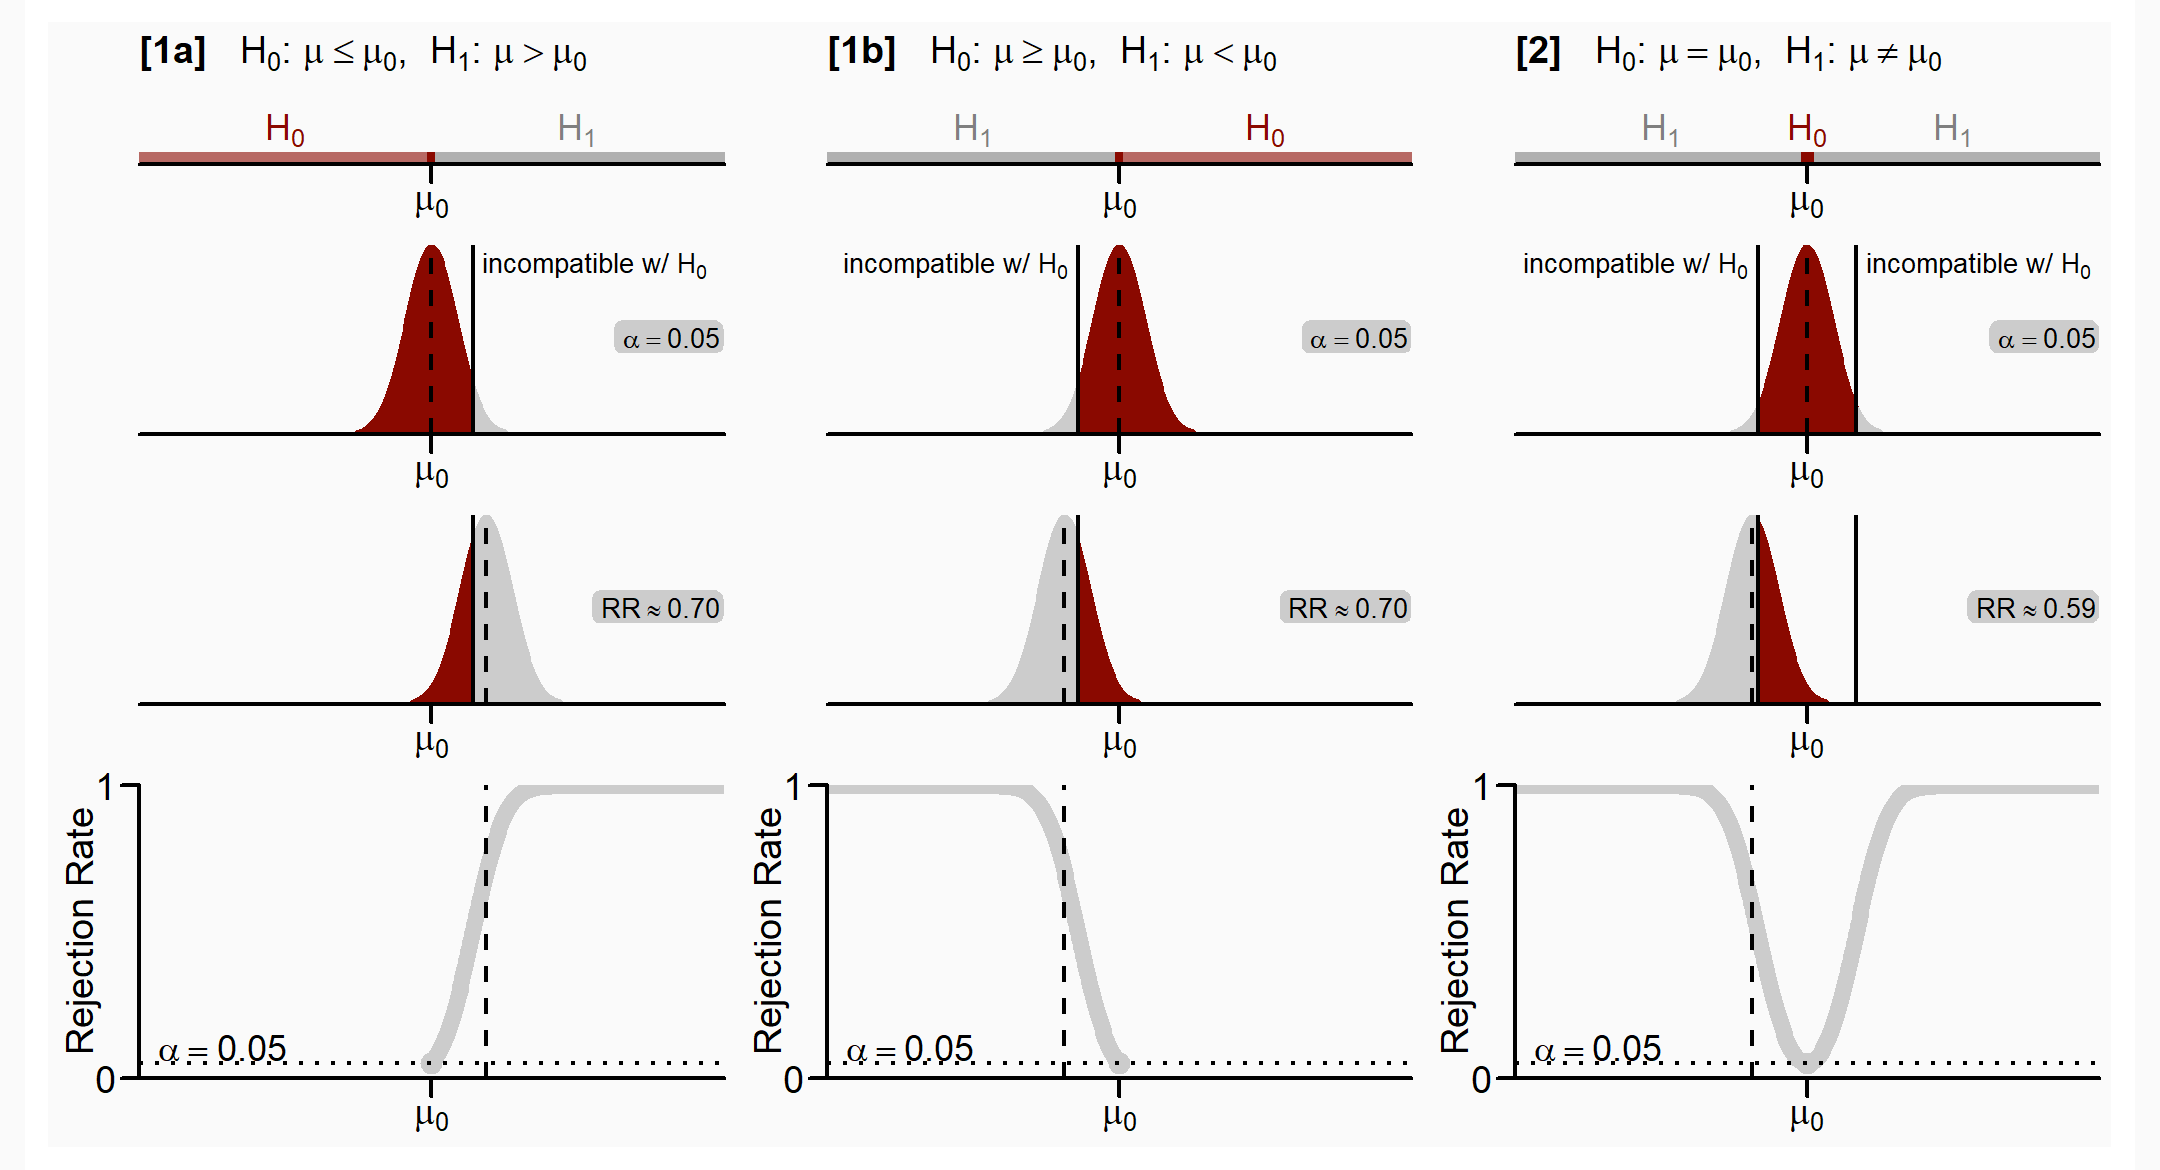 [1a] H₀: μ ≤ μ₀, H₁: μ > μ₀
H₀ H₁
μ₀
incompatible w/ H₀
α = 0.05
μ₀
RR ≈ 0.70
μ₀
Rejection Rate
1
α = 0.05
0
μ₀
[1b] H₀: μ ≥ μ₀, H₁: μ < μ₀
H₁ H₀
μ₀
incompatible w/ H₀
α = 0.05
μ₀
RR ≈ 0.70
μ₀
Rejection Rate
1
α = 0.05
0
μ₀
[2] H₀: μ = μ₀, H₁: μ ≠ μ₀
H₁ H₀ H₁
μ₀
incompatible w/ H₀ incompatible w/ H₀
α = 0.05
μ₀
RR ≈ 0.59
μ₀
Rejection Rate
1
α = 0.05
0
μ₀